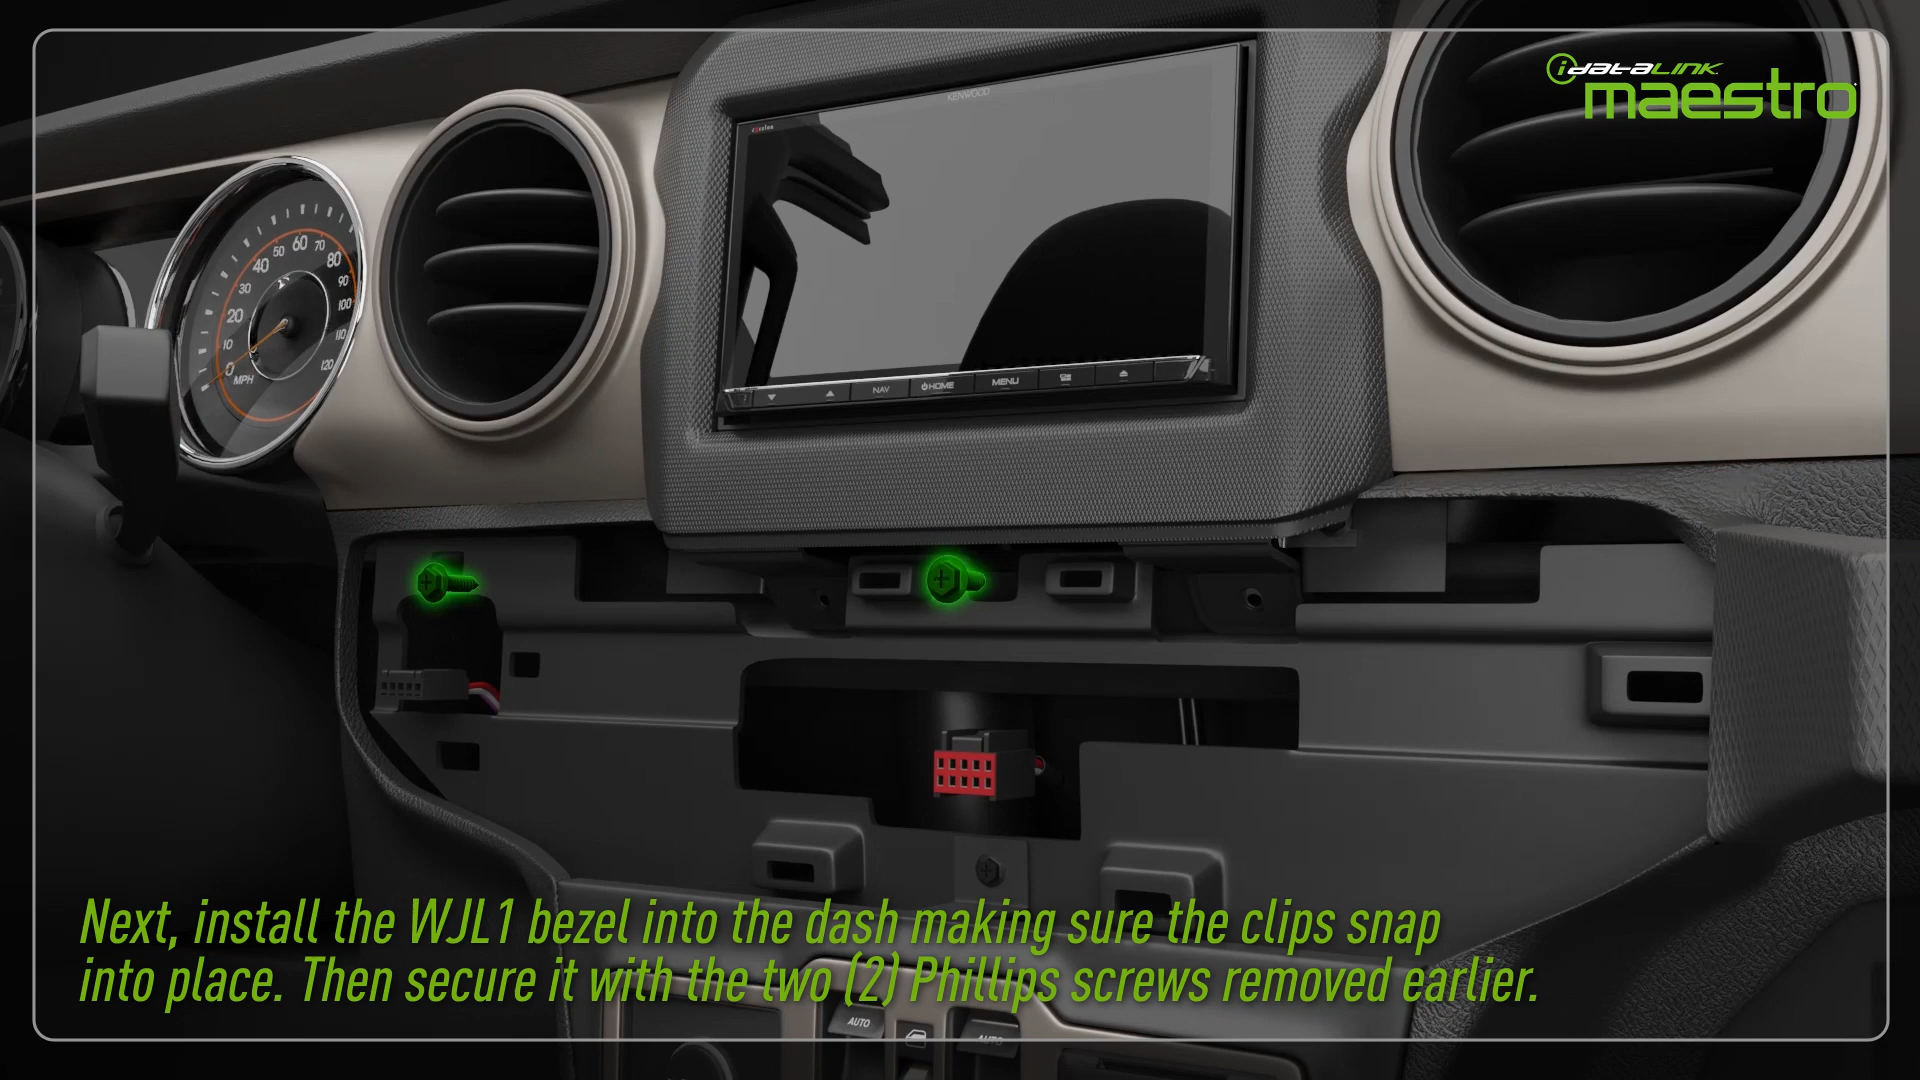 iDataLINK
maestro
KENWOOD
50 60 70
40 80
30 90
20 100
10 110
0 120
MPH
NAV HOME MENU
Next, install the WJL1 bezel into the dash making sure the clips snap
into place. Then secure it with the two (2) Phillips screws removed earlier.
AUTO AUTO